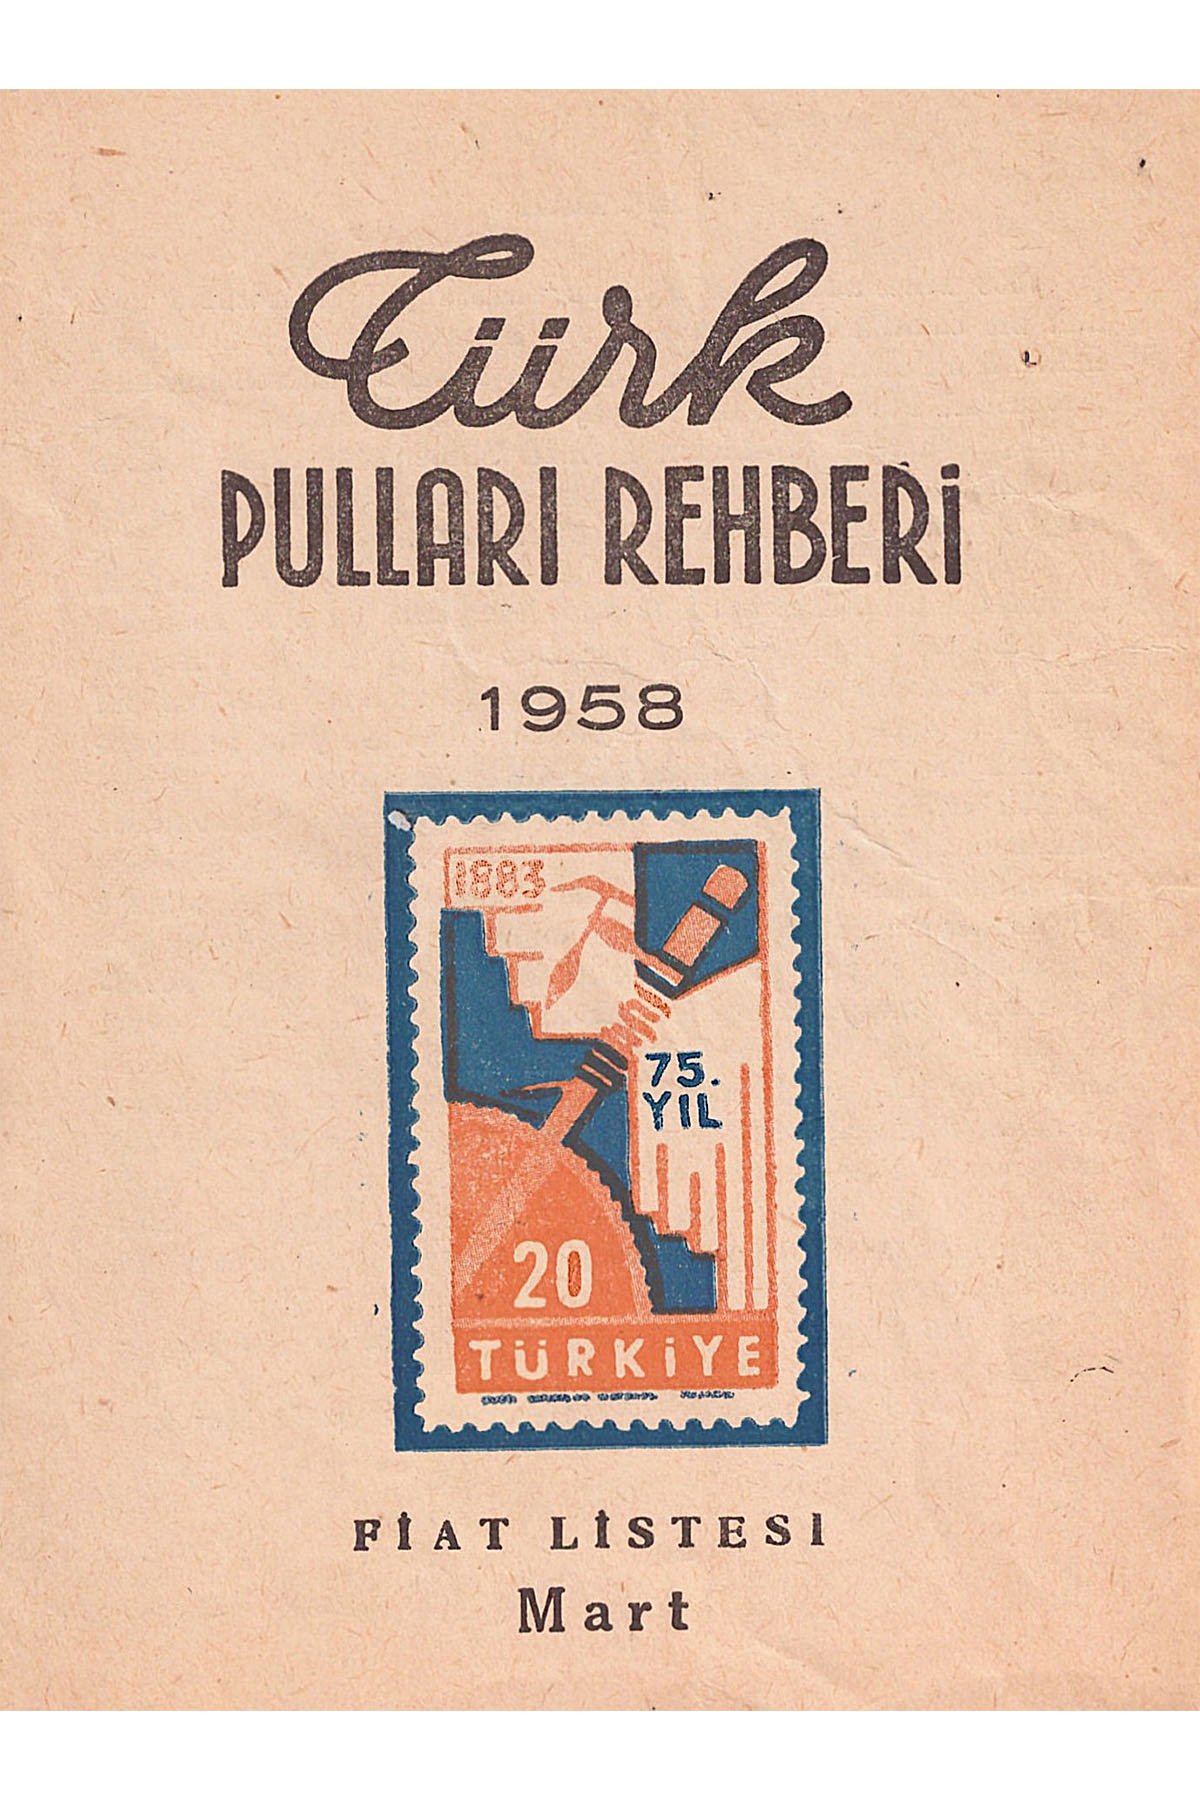 Türk
PULLARI REHBERİ
1958
1883
75.
YIL
20
TÜRKİYE
FİAT LİSTESI
Mart